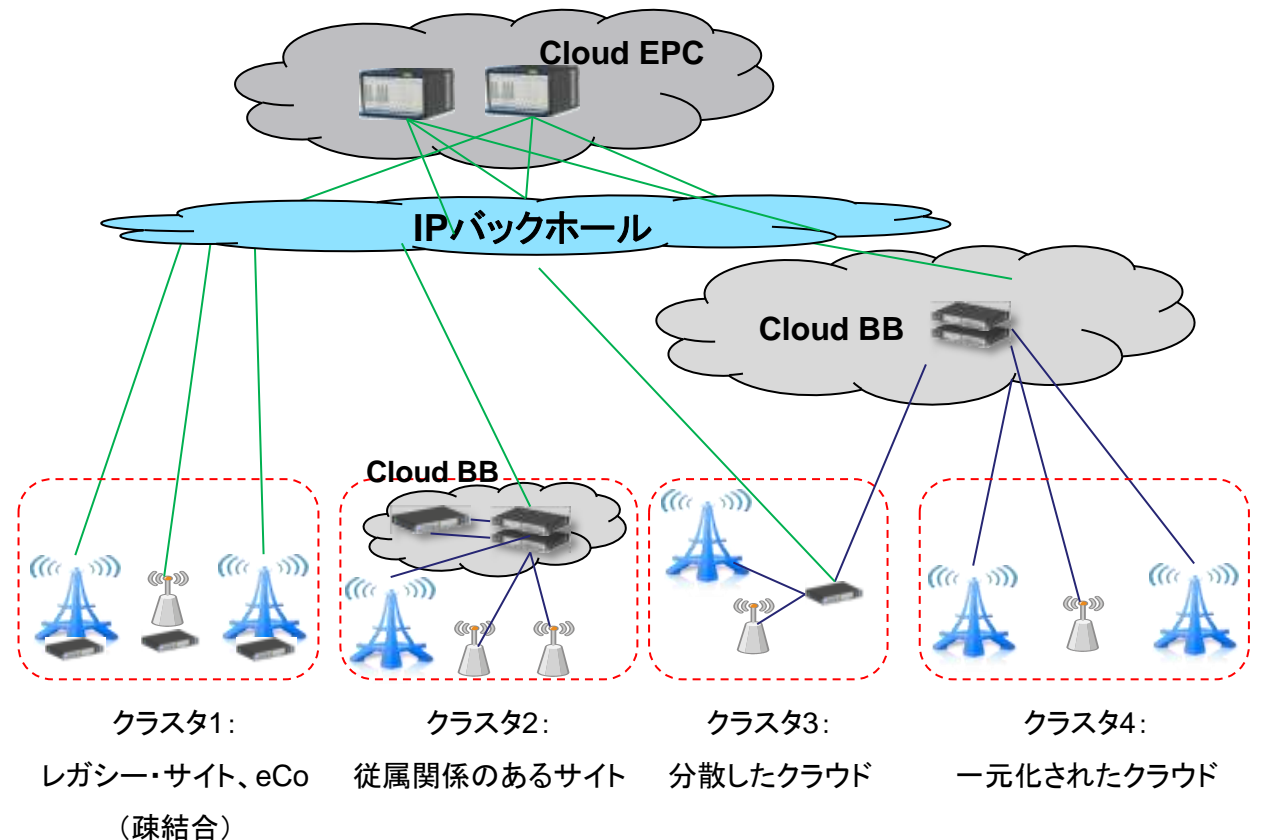 Cloud EPC
IPバックホール
Cloud BB
Cloud BB
クラスタ1:
レガシー・サイト、eCo
(疎結合)
クラスタ2:
従属関係のあるサイト
クラスタ3:
分散したクラウド
クラスタ4:
一元化されたクラウド